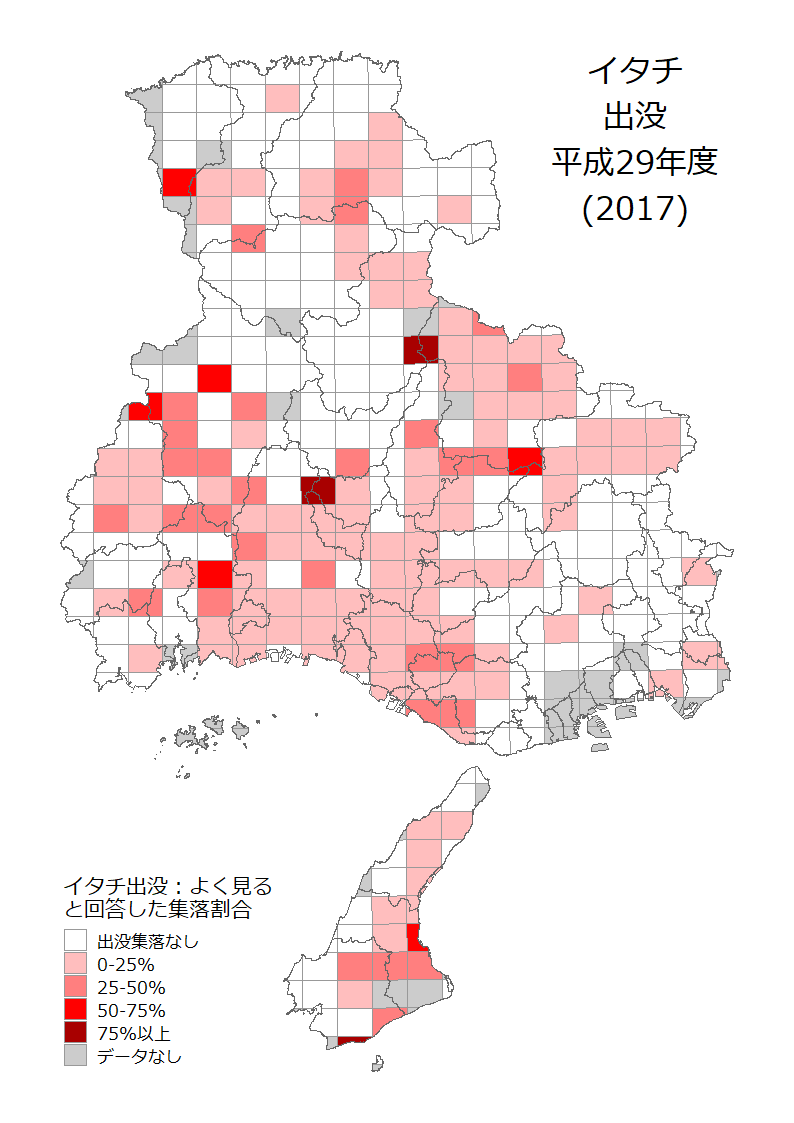 イタチ
出没
平成29年度
(2017)
イタチ出没：よく見る
と回答した集落割合
出没集落なし
0-25%
25-50%
50-75%
75%以上
データなし